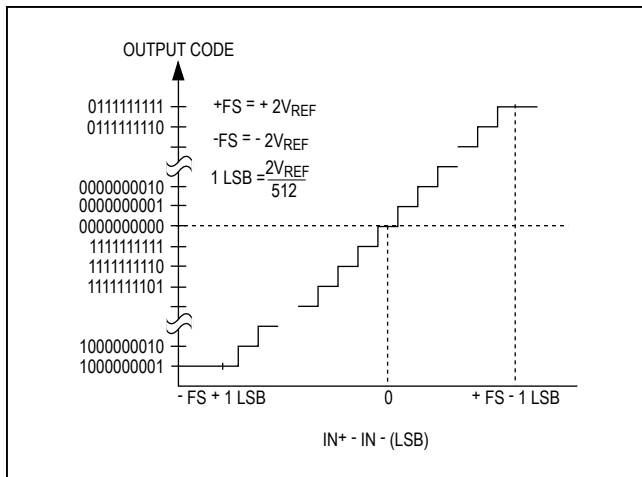 OUTPUT CODE
0111111111
0111111110
+FS = + 2VREF
-FS = - 2VREF
1 LSB = 2VREF
512
0000000010
0000000001
0000000000
1111111111
1111111110
1111111101
1000000010
1000000001
- FS + 1 LSB
0
+ FS - 1 LSB
IN+ - IN - (LSB)